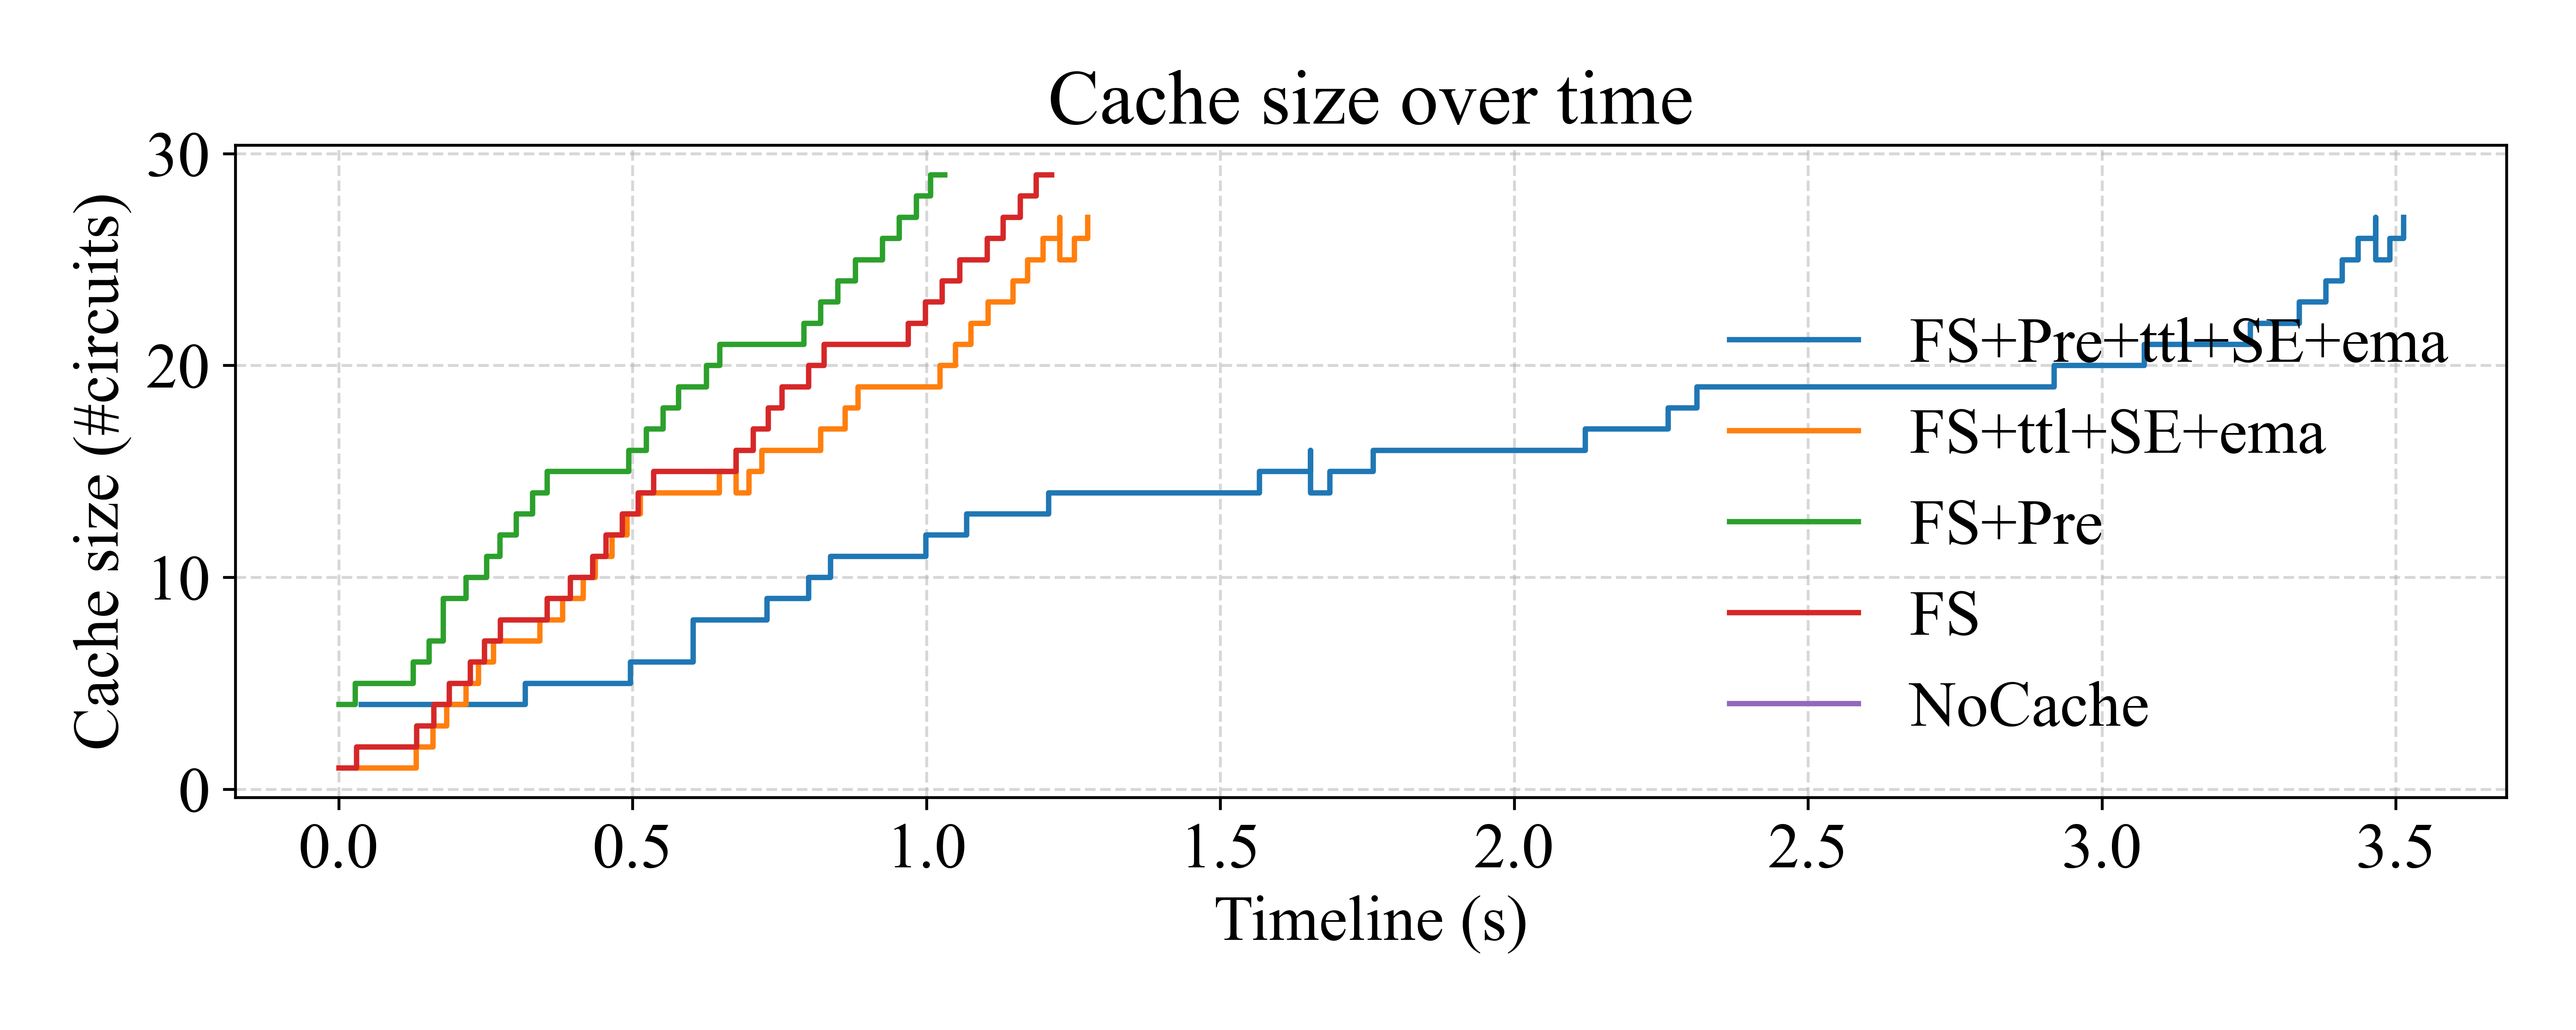 Cache size over time
Cache size (#circuits)
30
20
10
0
FS+Pre+ttl+SE+ema
FS+ttl+SE+ema
FS+Pre
FS
NoCache
0.0 0.5 1.0 1.5 2.0 2.5 3.0 3.5
Timeline (s)